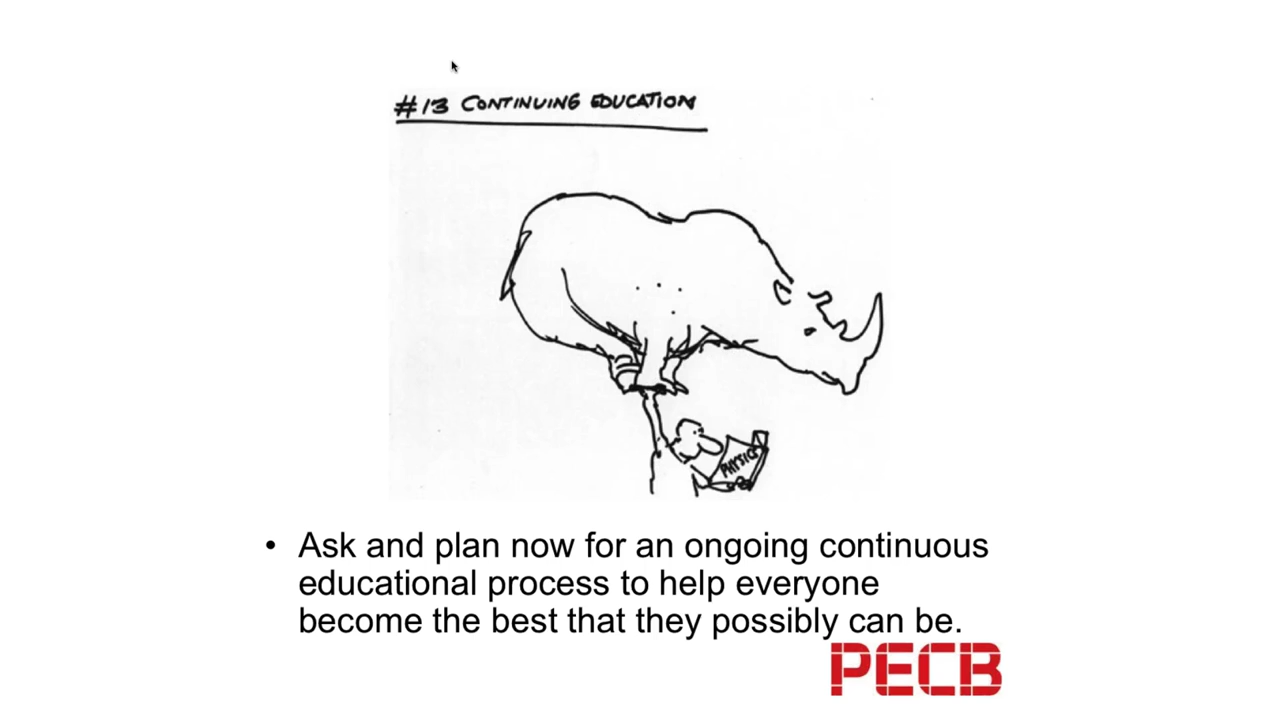 #13 CONTINUING EDUCATION
PHYSICS
• Ask and plan now for an ongoing continuous
educational process to help everyone
become the best that they possibly can be.
PECB